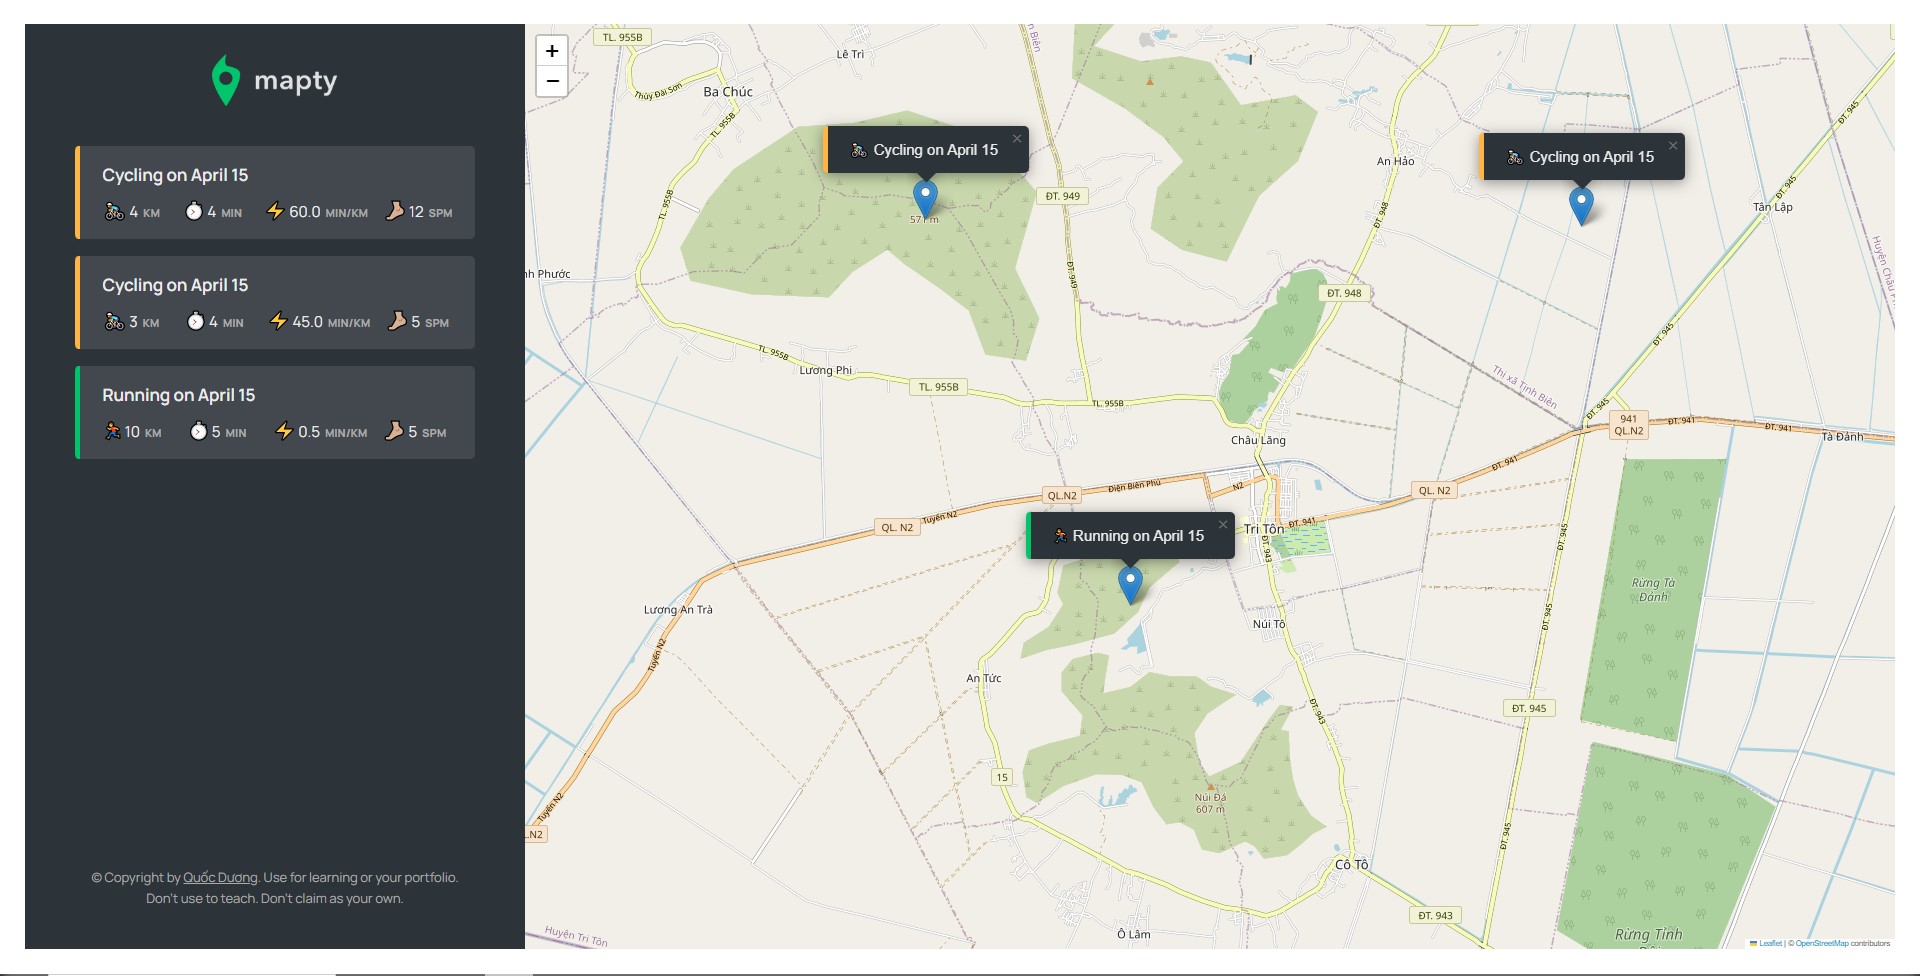 mapty
Cycling on April 15
4 KM 4 MIN 60.0 MIN/KM 12 SPM
Cycling on April 15
3 KM 4 MIN 45.0 MIN/KM 5 SPM
Running on April 15
10 KM 5 MIN 0.5 MIN/KM 5 SPM
© Copyright by Quốc Dương. Use for learning or your portfolio.
Don't use to teach. Don't claim as your own.
+
−
TL. 955B
Lê Trì
Thủy Đài Sơn
Ba Chúc
TL. 955B
Cycling on April 15 ×
Cycling on April 15 ×
An Hảo
ĐT. 945
ĐT. 949
TL. 955B
ĐT. 948
Tân Lập
ĐT. 945
ĐT. 949
ĐT. 948
ĐT. 945
TL. 955B
Lương Phi
TL. 955B
TL. 955B
Thị xã Tịnh Biên
ĐT. 945
941
QL.N2
ĐT. 941
ĐT. 941
Tà Đảnh
Châu Lăng
ĐT. 941
QL.N2
Điện Biên Phủ
N2
QL. N2
QL. N2
Tuyến N2
Running on April 15 ×
Tri Tôn
ĐT. 941
ĐT. 943
ĐT. 945
Rừng Tà
Đảnh
Lương An Trà
Núi Tô
ĐT. 945
Tuyến N2
An Tức
ĐT. 943
ĐT. 945
15
Núi Đá
607 m
Tuyến N2
.N2
ĐT. 945
Cô Tô
ĐT. 943
Ô Lâm
Huyện Tri Tôn
Rừng Tỉnh
Leaflet | © OpenStreetMap contributors